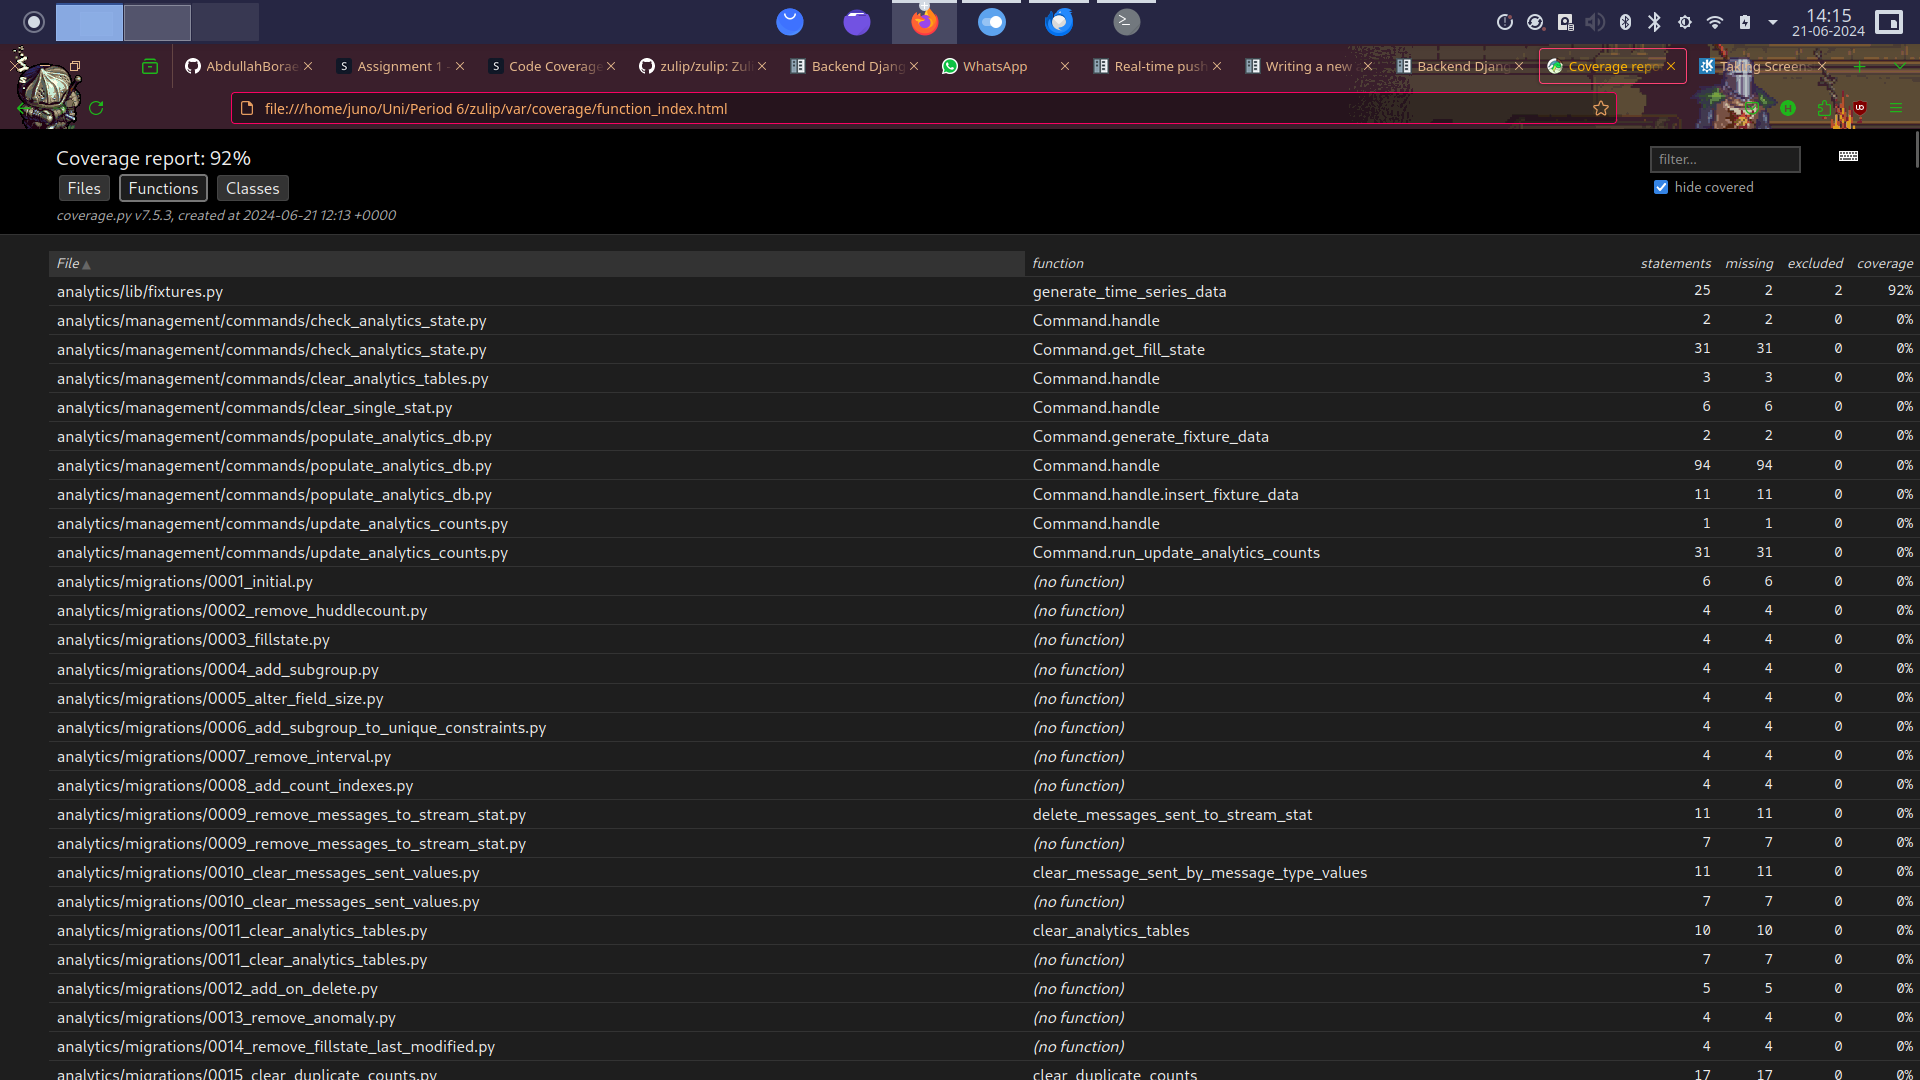 14:15
21-06-2024
AbdullahBorae
Assignment 1 -
Code Coverage
zulip/zulip: Zul
Backend Djang
WhatsApp
Real-time push
Writing a new
Backend Djang
Coverage repo
Taking Screens
file:///home/juno/Uni/Period 6/zulip/var/coverage/function_index.html
Coverage report: 92%
filter...
Files Functions Classes
hide covered
coverage.py v7.5.3, created at 2024-06-21 12:13 +0000
File function statements missing excluded coverage
analytics/lib/fixtures.py generate_time_series_data 25 2 2 92%
analytics/management/commands/check_analytics_state.py Command.handle 2 2 0 0%
analytics/management/commands/check_analytics_state.py Command.get_fill_state 31 31 0 0%
analytics/management/commands/clear_analytics_tables.py Command.handle 3 3 0 0%
analytics/management/commands/clear_single_stat.py Command.handle 6 6 0 0%
analytics/management/commands/populate_analytics_db.py Command.generate_fixture_data 2 2 0 0%
analytics/management/commands/populate_analytics_db.py Command.handle 94 94 0 0%
analytics/management/commands/populate_analytics_db.py Command.handle.insert_fixture_data 11 11 0 0%
analytics/management/commands/update_analytics_counts.py Command.handle 1 1 0 0%
analytics/management/commands/update_analytics_counts.py Command.run_update_analytics_counts 31 31 0 0%
analytics/migrations/0001_initial.py (no function) 6 6 0 0%
analytics/migrations/0002_remove_huddlecount.py (no function) 4 4 0 0%
analytics/migrations/0003_fillstate.py (no function) 4 4 0 0%
analytics/migrations/0004_add_subgroup.py (no function) 4 4 0 0%
analytics/migrations/0005_alter_field_size.py (no function) 4 4 0 0%
analytics/migrations/0006_add_subgroup_to_unique_constraints.py (no function) 4 4 0 0%
analytics/migrations/0007_remove_interval.py (no function) 4 4 0 0%
analytics/migrations/0008_add_count_indexes.py (no function) 4 4 0 0%
analytics/migrations/0009_remove_messages_to_stream_stat.py delete_messages_sent_to_stream_stat 11 11 0 0%
analytics/migrations/0009_remove_messages_to_stream_stat.py (no function) 7 7 0 0%
analytics/migrations/0010_clear_messages_sent_values.py clear_message_sent_by_message_type_values 11 11 0 0%
analytics/migrations/0010_clear_messages_sent_values.py (no function) 7 7 0 0%
analytics/migrations/0011_clear_analytics_tables.py clear_analytics_tables 10 10 0 0%
analytics/migrations/0011_clear_analytics_tables.py (no function) 7 7 0 0%
analytics/migrations/0012_add_on_delete.py (no function) 5 5 0 0%
analytics/migrations/0013_remove_anomaly.py (no function) 4 4 0 0%
analytics/migrations/0014_remove_fillstate_last_modified.py (no function) 4 4 0 0%
analytics/migrations/0015_clear_duplicate_counts.py clear_duplicate_counts 17 17 0 0%